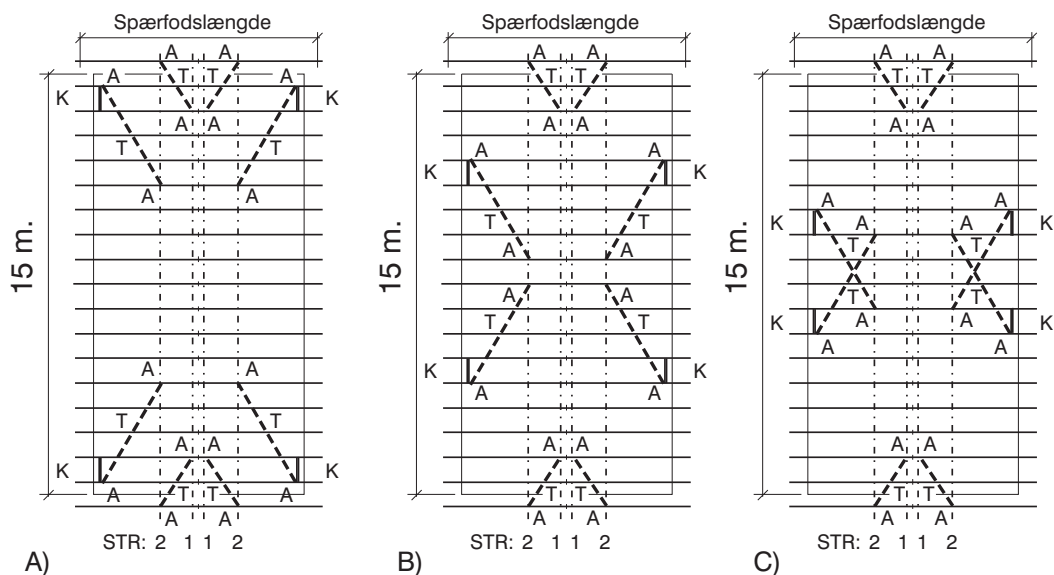 Spærfodslængde
A A
A T T A
K K
A A
T T
A A
15 m.
A A
T T
A A
K K
A T T A
A A
STR: 2 1 1 2
A)
Spærfodslængde
A A
T T
A A
A A
K K
T T
A A
15 m.
A A
T T
K K
A A
A A
T T
A A
STR: 2 1 1 2
B)
Spærfodslængde
A A
T T
A A
A A
K A A K
T T
15 m.
T T
K A A K
A A
A A
T T
A A
STR: 2 1 1 2
C)